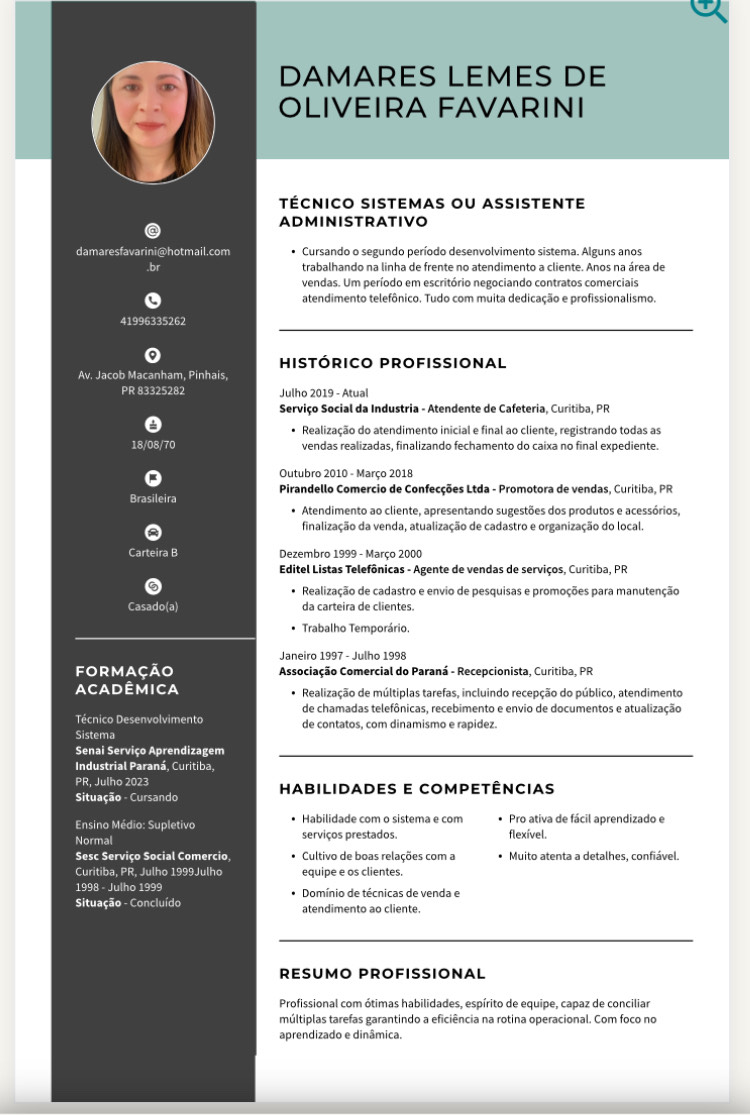 DAMARES LEMES DE
OLIVEIRA FAVARINI
damaresfavarini@hotmail.com
.br
41996335262
Av. Jacob Macanham, Pinhais,
PR 83325282
18/08/70
Brasileira
Carteira B
Casado(a)
FORMAÇÃO
ACADÊMICA
Técnico Desenvolvimento
Sistema
Senai Serviço Aprendizagem
Industrial Paraná, Curitiba,
PR, Julho 2023
Situação - Cursando
Ensino Médio: Supletivo
Normal
Sesc Serviço Social Comercio,
Curitiba, PR, Julho 1999Julho
1998 - Julho 1999
Situação - Concluído
TÉCNICO SISTEMAS OU ASSISTENTE
ADMINISTRATIVO
• Cursando o segundo período desenvolvimento sistema. Alguns anos
trabalhando na linha de frente no atendimento a cliente. Anos na área de
vendas. Um período em escritório negociando contratos comerciais
atendimento telefônico. Tudo com muita dedicação e profissionalismo.
HISTÓRICO PROFISSIONAL
Julho 2019 - Atual
Serviço Social da Industria - Atendente de Cafeteria, Curitiba, PR
• Realização do atendimento inicial e final ao cliente, registrando todas as
vendas realizadas, finalizando fechamento do caixa no final expediente.
Outubro 2010 - Março 2018
Pirandello Comercio de Confecções Ltda - Promotora de vendas, Curitiba, PR
• Atendimento ao cliente, apresentando sugestões dos produtos e acessórios,
finalização da venda, atualização de cadastro e organização do local.
Dezembro 1999 - Março 2000
Editel Listas Telefônicas - Agente de vendas de serviços, Curitiba, PR
• Realização de cadastro e envio de pesquisas e promoções para manutenção
da carteira de clientes.
• Trabalho Temporário.
Janeiro 1997 - Julho 1998
Associação Comercial do Paraná - Recepcionista, Curitiba, PR
• Realização de múltiplas tarefas, incluindo recepção do público, atendimento
de chamadas telefônicas, recebimento e envio de documentos e atualização
de contatos, com dinamismo e rapidez.
HABILIDADES E COMPETÊNCIAS
• Habilidade com o sistema e com
serviços prestados.
• Cultivo de boas relações com a
equipe e os clientes.
• Domínio de técnicas de venda e
atendimento ao cliente.
• Pro ativa de fácil aprendizado e
flexível.
• Muito atenta a detalhes, confiável.
RESUMO PROFISSIONAL
Profissional com ótimas habilidades, espírito de equipe, capaz de conciliar
múltiplas tarefas garantindo a eficiência na rotina operacional. Com foco no
aprendizado e dinâmica.